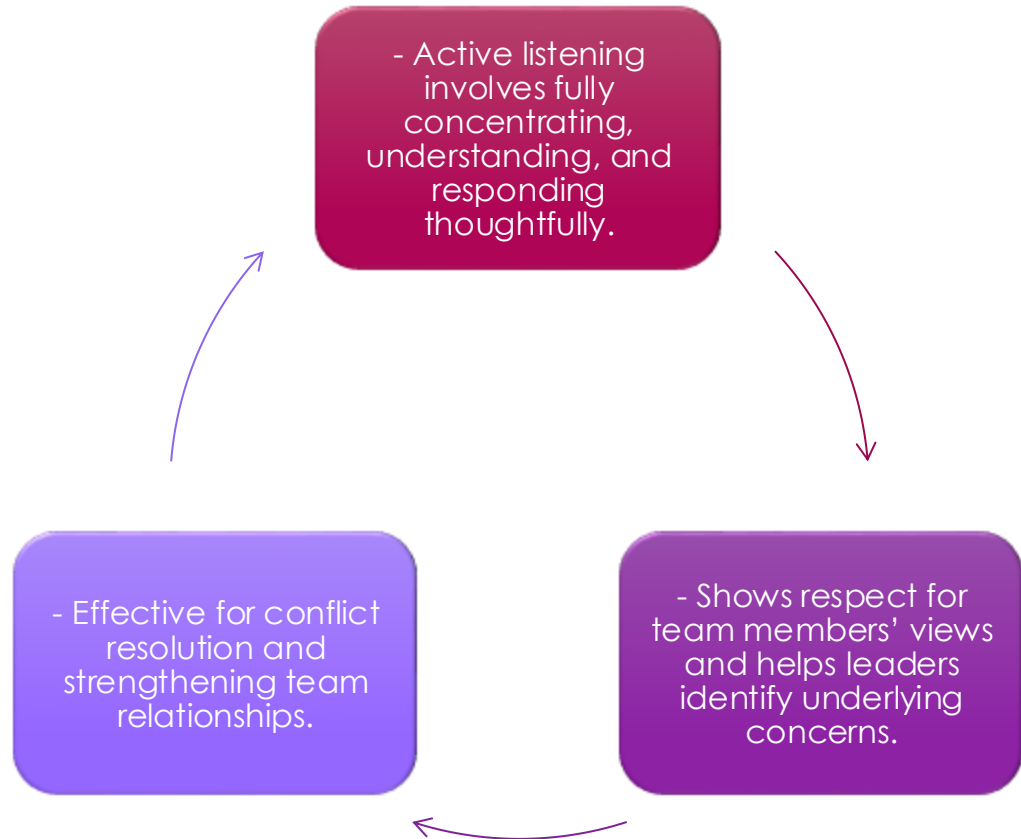 - Active listening
involves fully
concentrating,
understanding, and
responding
thoughtfully.
- Shows respect for
team members’ views
and helps leaders
identify underlying
concerns.
- Effective for conflict
resolution and
strengthening team
relationships.